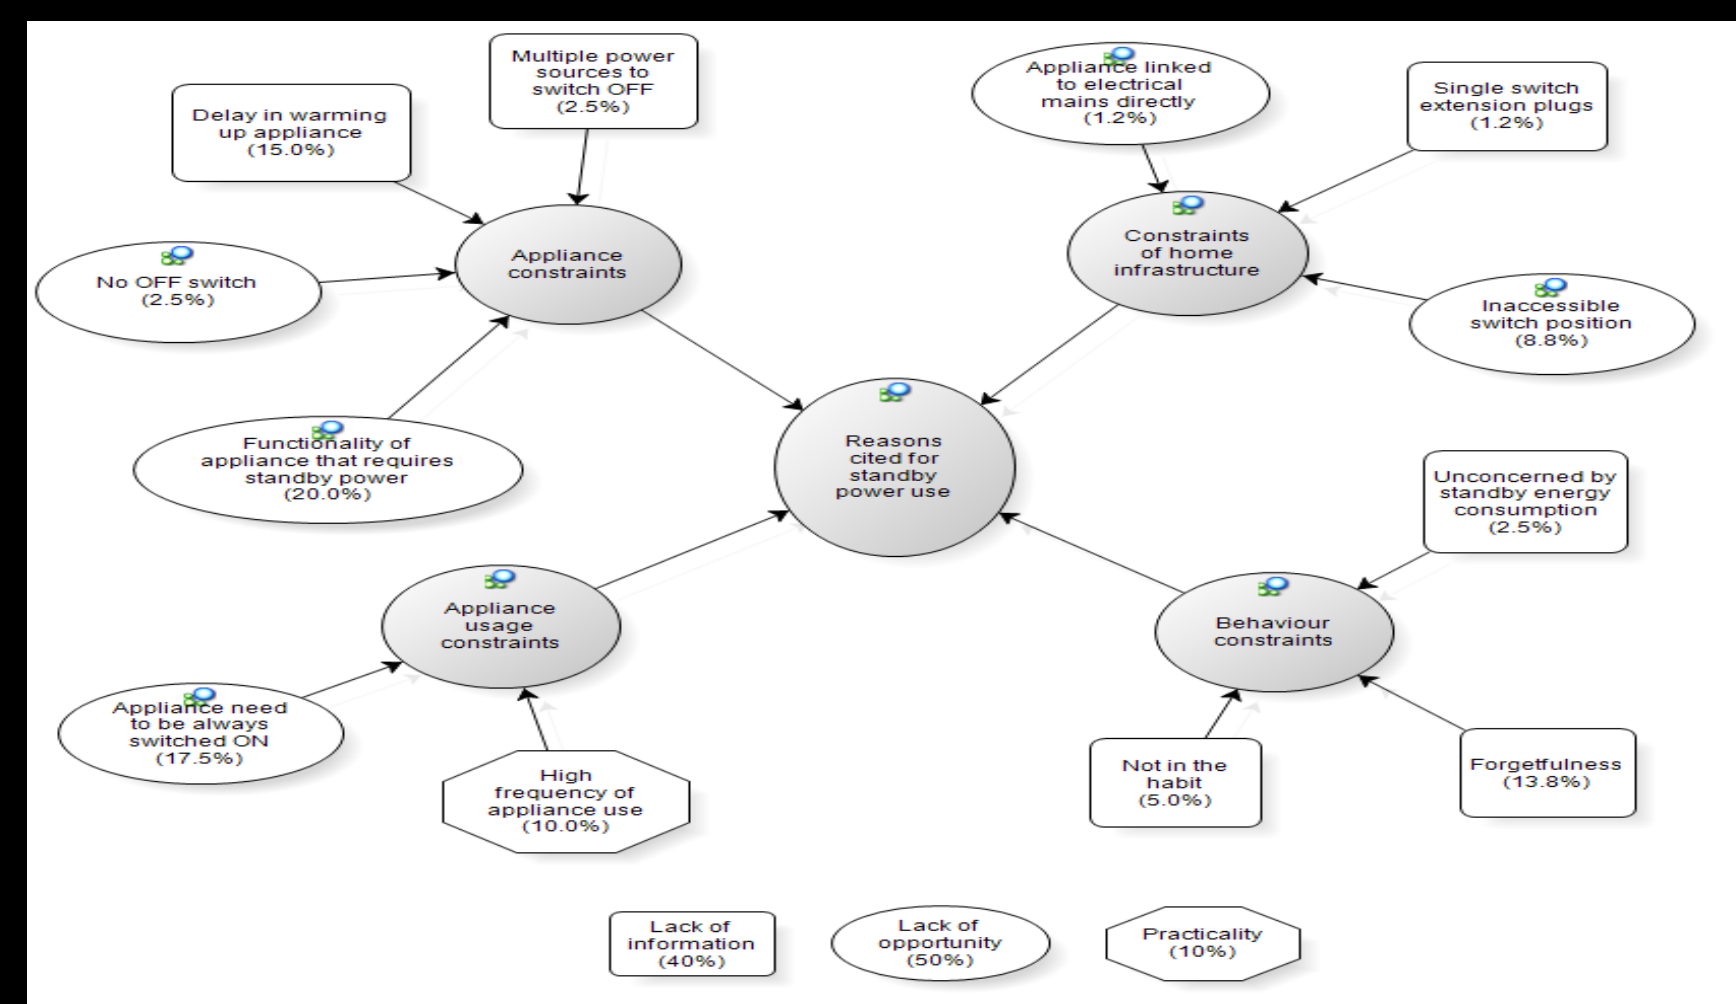 Multiple power
sources to
switch OFF
(2.5%)
Delay in warming
up appliance
(15.0%)
No OFF switch
(2.5%)
Functionality of
appliance that requires
standby power
(20.0%)
Appliance
constraints
Appliance linked
to electrical
mains directly
(1.2%)
Single switch
extension plugs
(1.2%)
Constraints
of home
infrastructure
Inaccessible
switch position
(8.8%)
Reasons
cited for
standby
power use
Appliance
usage
constraints
Appliance need
to be always
switched ON
(17.5%)
High
frequency of
appliance use
(10.0%)
Unconcerned by
standby energy
consumption
(2.5%)
Behaviour
constraints
Not in the
habit
(5.0%)
Forgetfulness
(13.8%)
Lack of
information
(40%)
Lack of
opportunity
(50%)
Practicality
(10%)